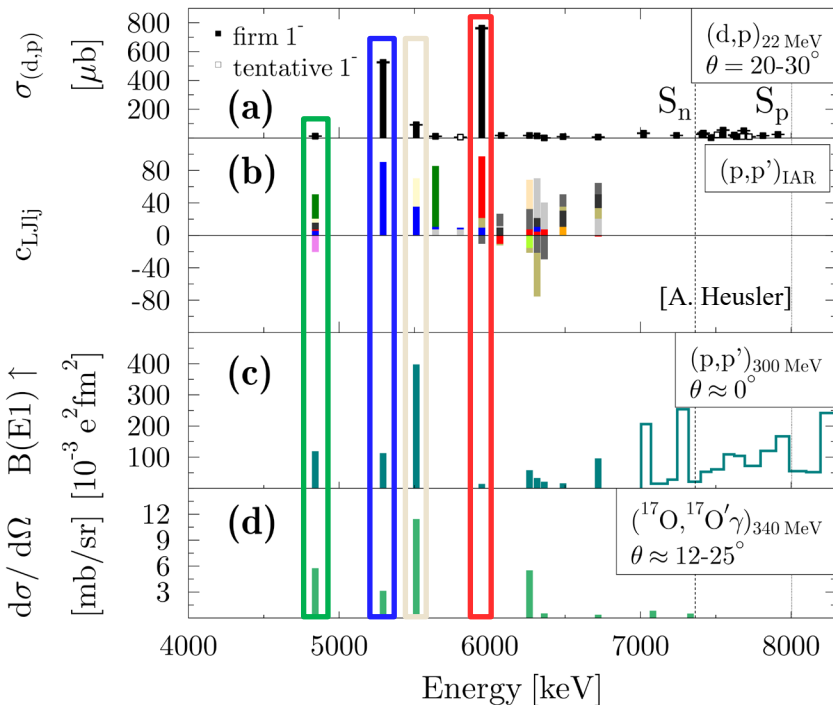 800
600
400
200
σ(d,p)
[μb]
firm 1⁻
tentative 1⁻
(a)
(d,p)22 MeV
θ = 20-30°
Sn
Sp
80
40
0
-40
-80
cLJlj
(b)
(p,p')IAR
[A. Heusler]
400
300
200
100
B(E1) ↑
[10⁻³ e²fm²]
(c)
(p,p')300 MeV
θ ≈ 0°
12
9
6
3
dσ/ dΩ
[mb/sr]
(d)
(¹⁷O,¹⁷O'γ)340 MeV
θ ≈ 12-25°
4000 5000 6000 7000 8000
Energy [keV]